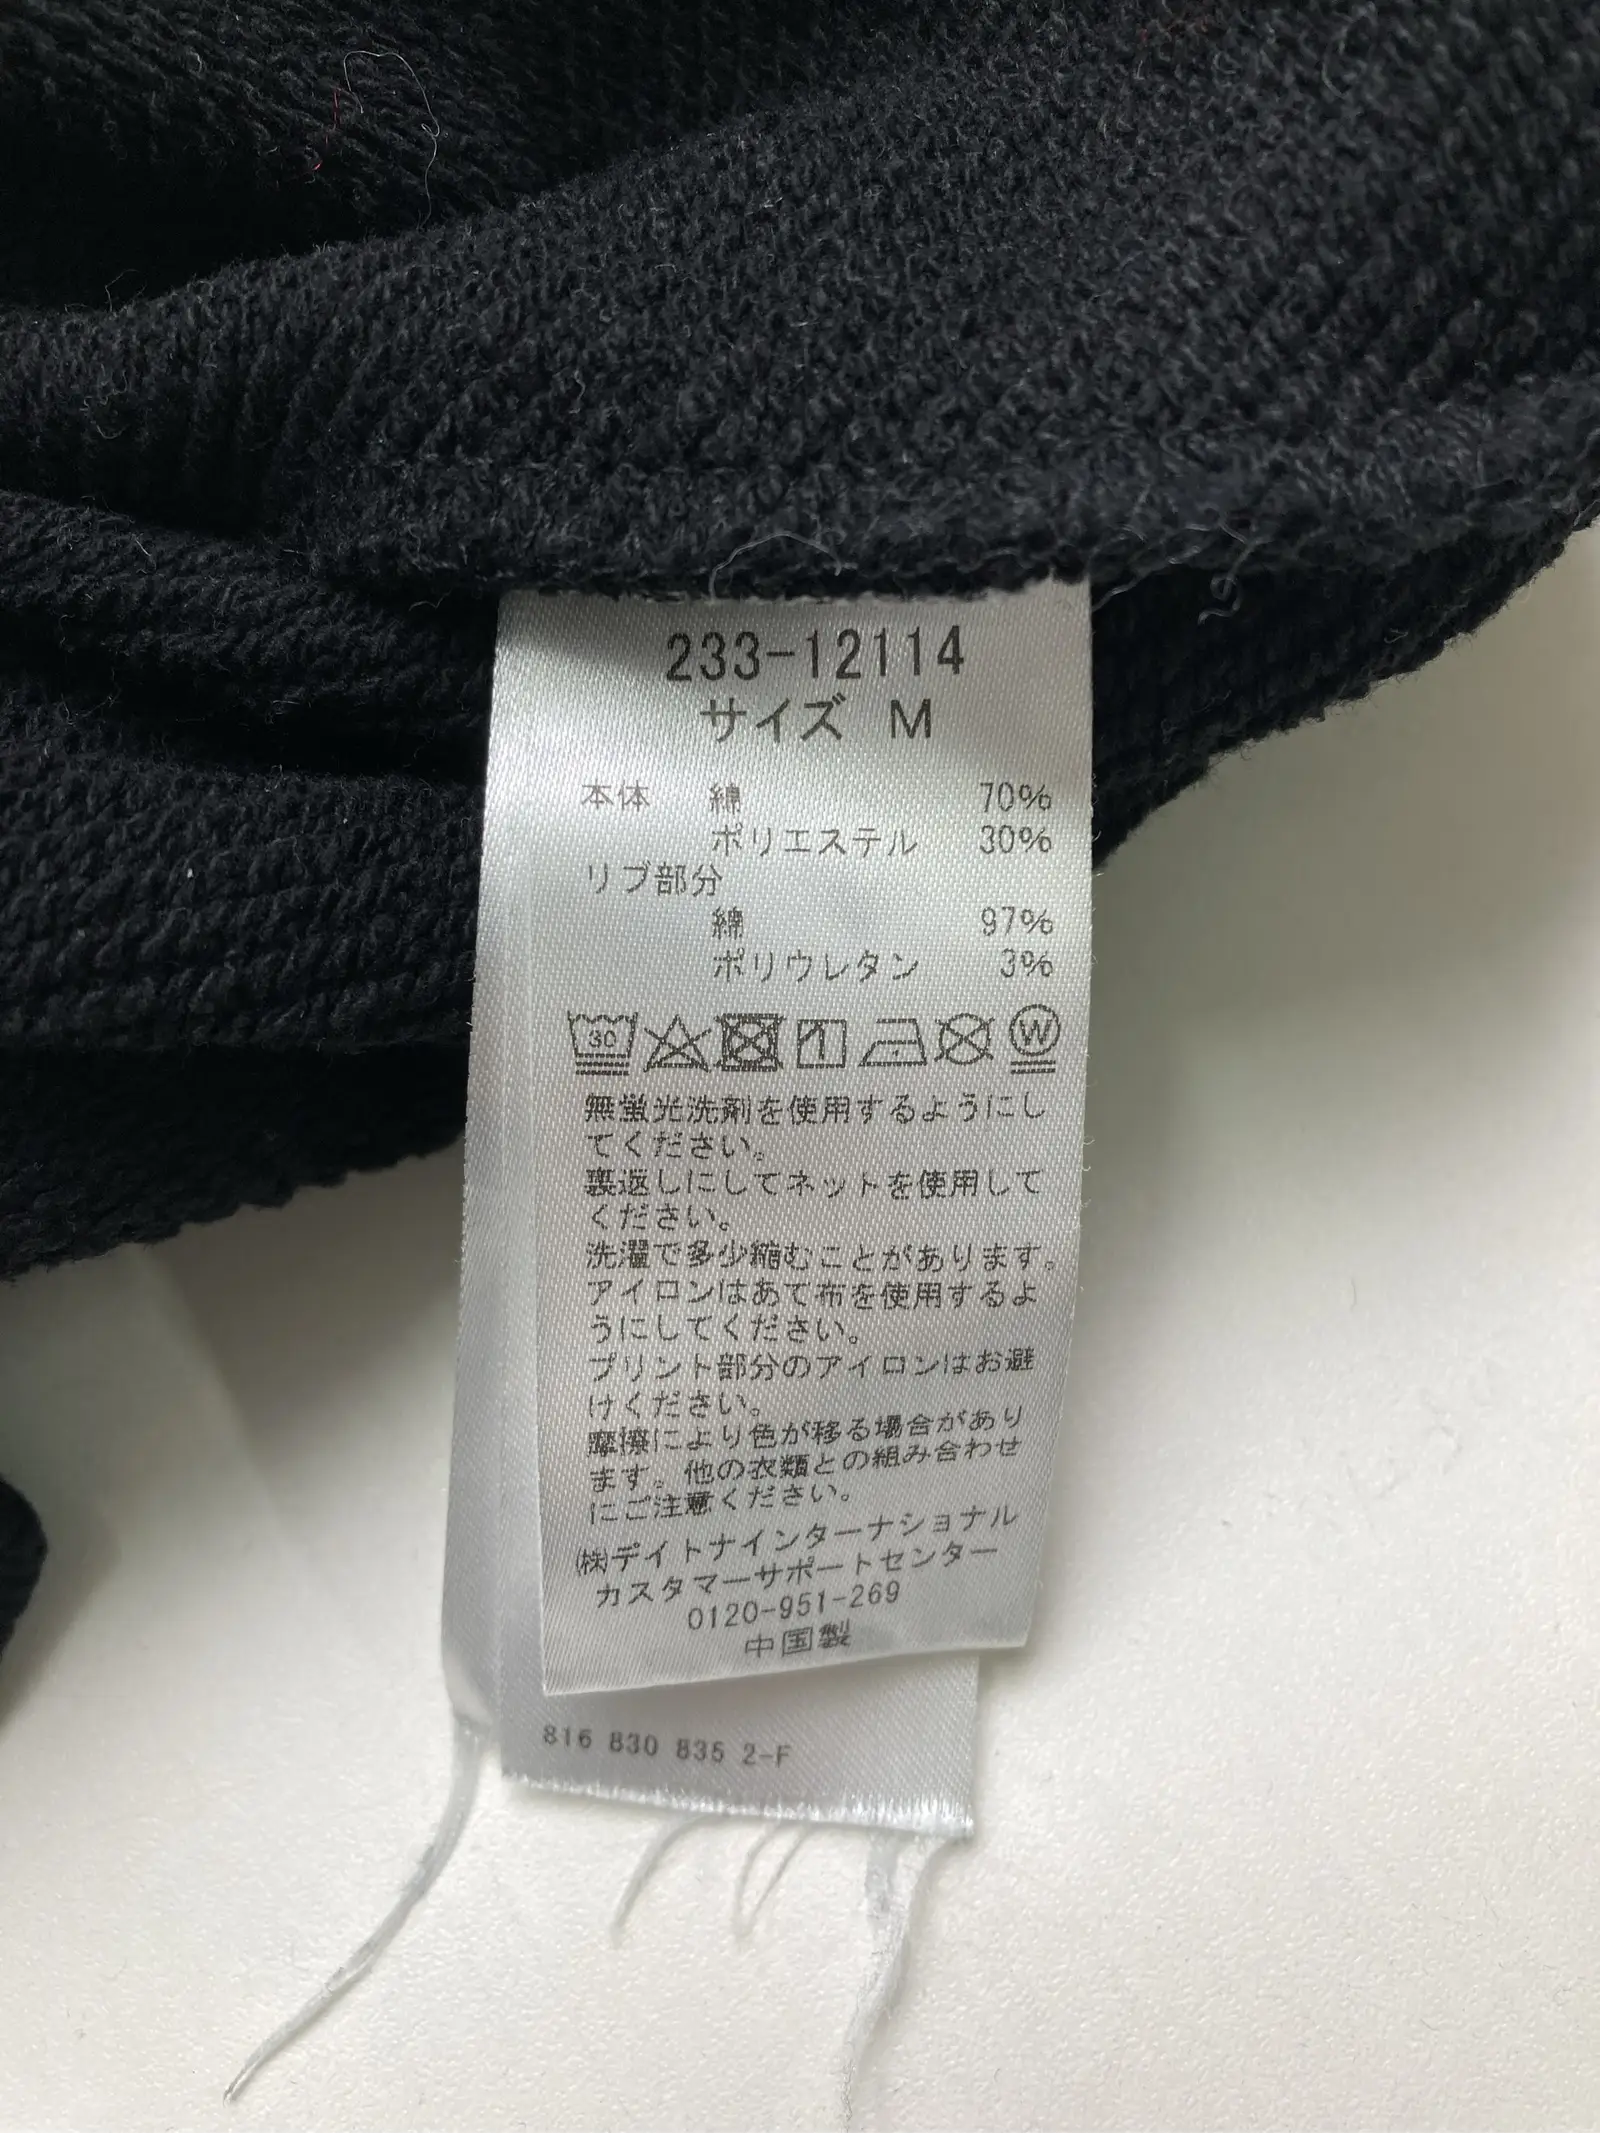 233-12114
サイズ M
本体 綿 70%
ポリエステル 30%
リブ部分
綿 97%
ポリウレタン 3%
30
W
無蛍光洗剤を使用するようにし
てください。
裏返しにしてネットを使用して
ください。
洗濯で多少縮むことがあります。
アイロンはあて布を使用するよ
うにしてください。
プリント部分のアイロンはお避
けください。
摩擦により色が移る場合があり
ます。他の衣類との組み合わせ
にご注意ください。
㈱デイトナインターナショナル
カスタマーサポートセンター
0120-951-269
中国製
816 830 835 2-F